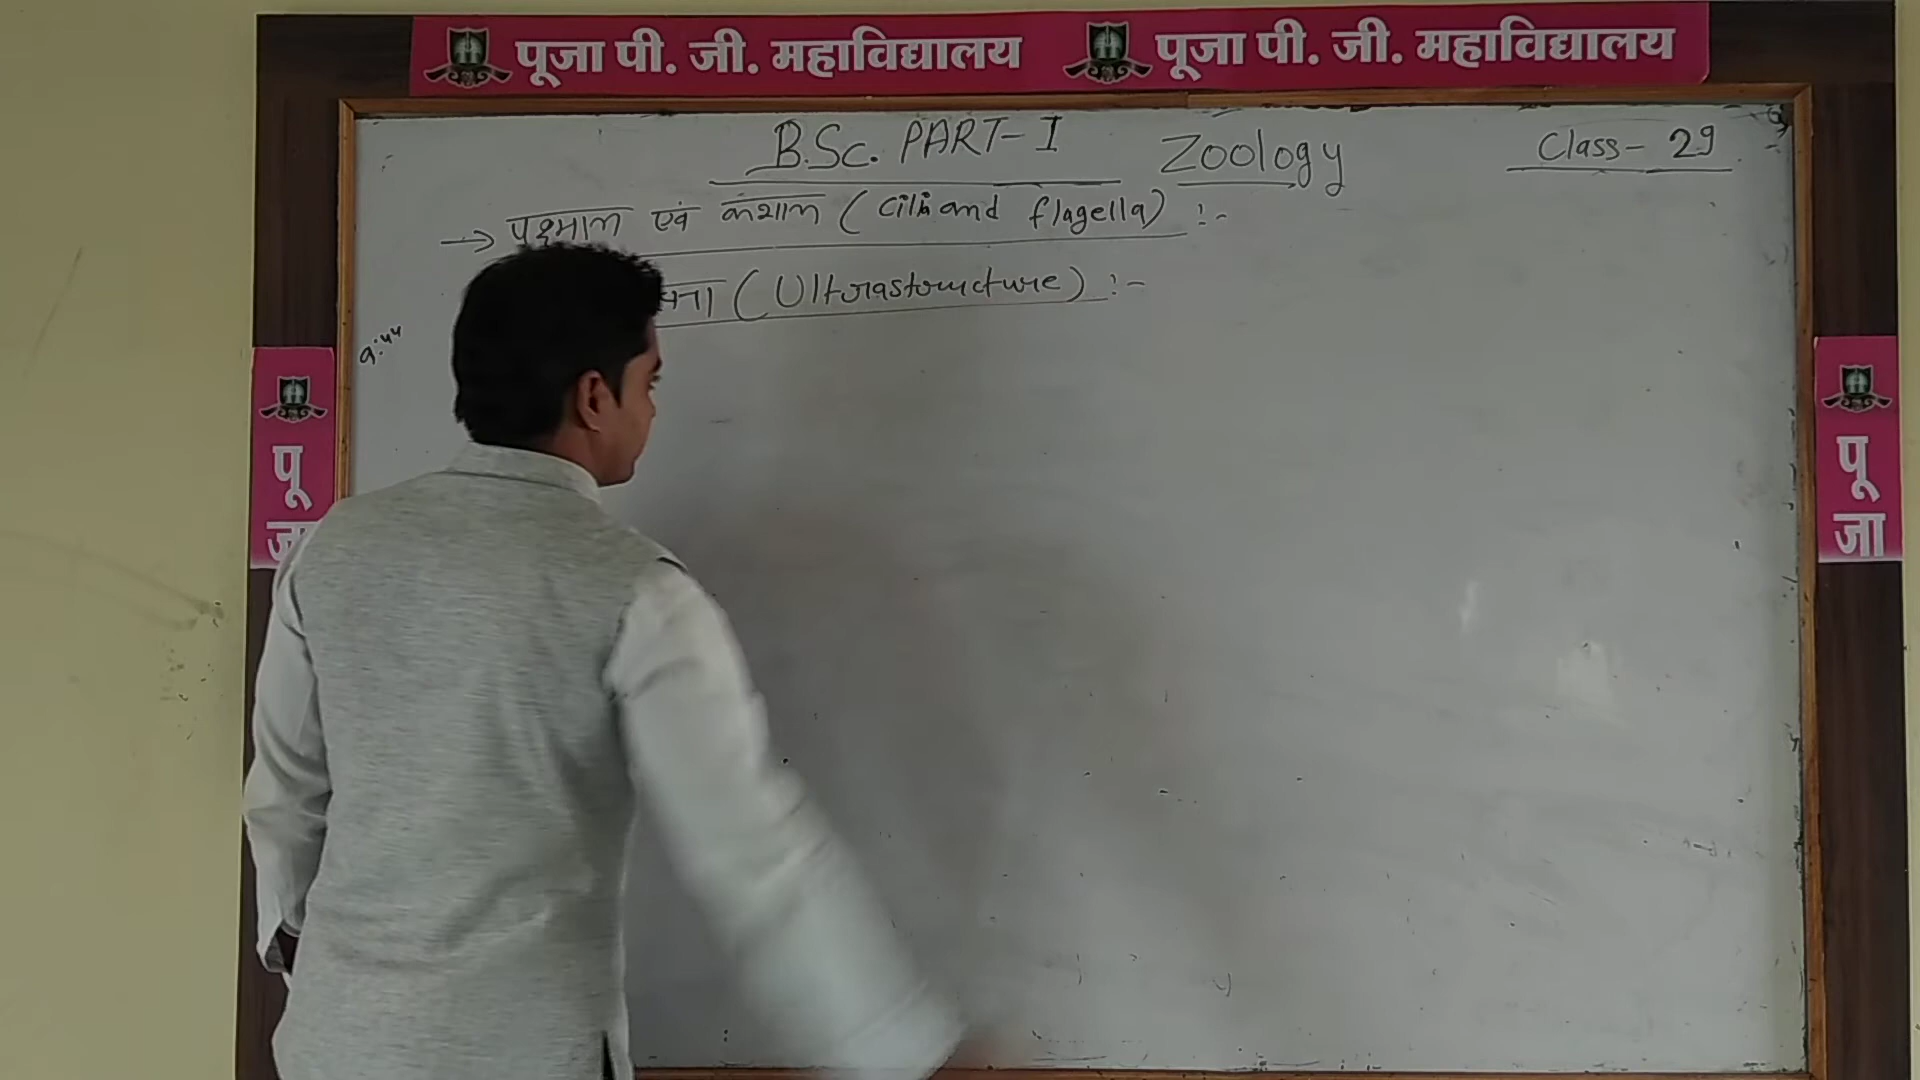 पूजा पी. जी. महाविद्यालय पूजा पी. जी. महाविद्यालय
B.Sc. PART-I Zoology Class- 29
→ पक्ष्माभ एवं कशाभ (Cilia and flagella) :-
(Ultrastructure) :-
9:44
पू
जा
पू
जा